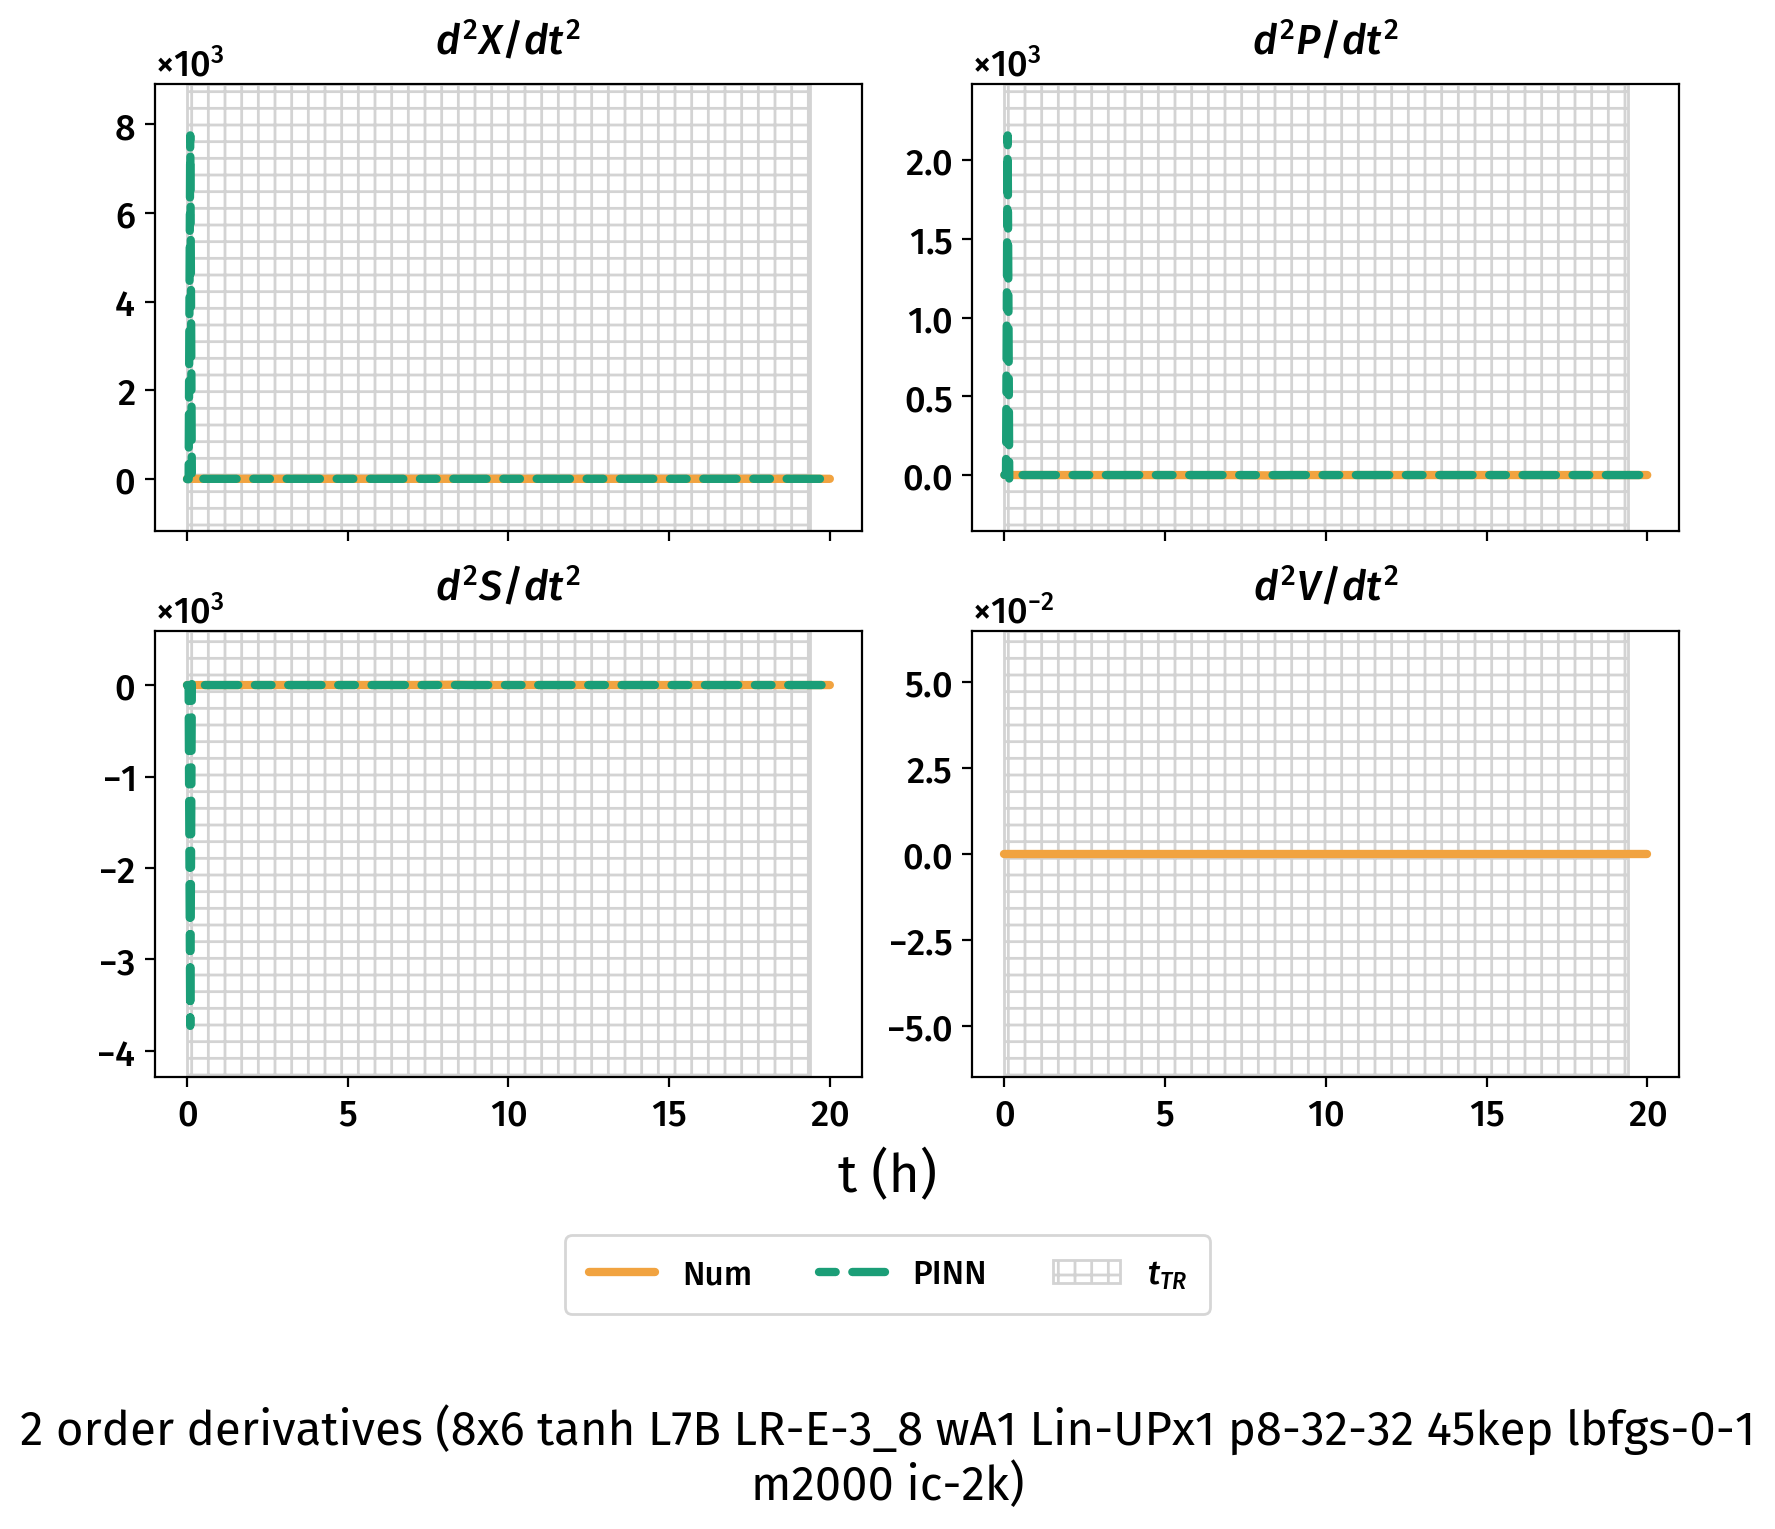 d²X/dt²
×10³
8
6
4
2
0
d²P/dt²
×10³
2.0
1.5
1.0
0.5
0.0
d²S/dt²
×10³
0
−1
−2
−3
−4
0 5 10 15 20
d²V/dt²
×10⁻²
5.0
2.5
0.0
−2.5
−5.0
0 5 10 15 20
t (h)
Num PINN t_TR
2 order derivatives (8x6 tanh L7B LR-E-3_8 wA1 Lin-UPx1 p8-32-32 45kep lbfgs-0-1
m2000 ic-2k)